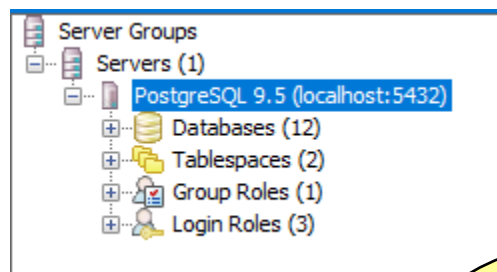 Server Groups
Servers (1)
PostgreSQL 9.5 (localhost:5432)
Databases (12)
Tablespaces (2)
Group Roles (1)
Login Roles (3)